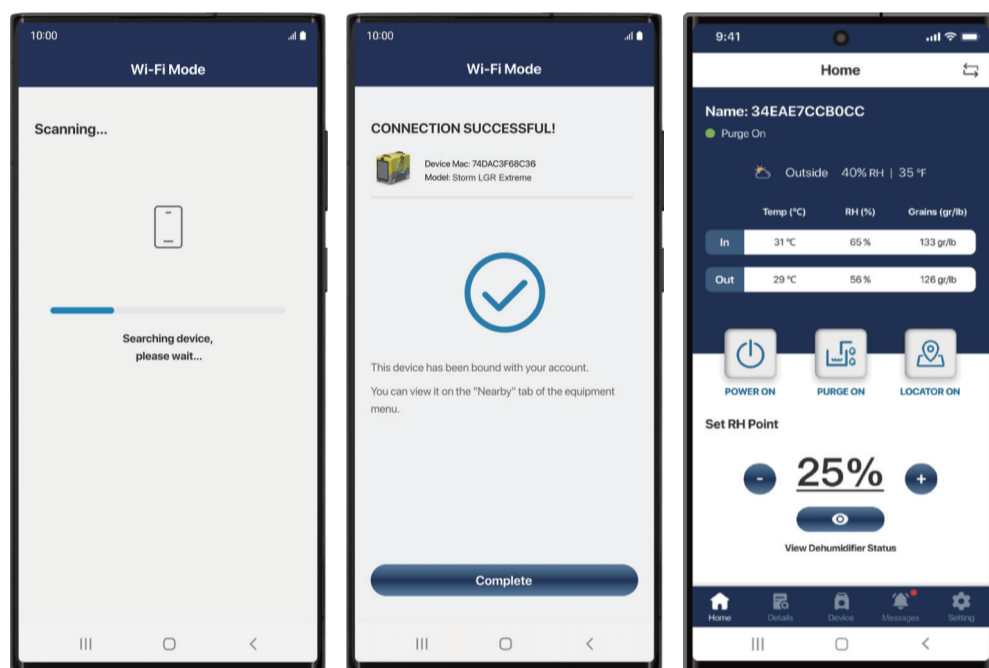 10:00
Wi-Fi Mode
Scanning...
Searching device,
please wait...
10:00
Wi-Fi Mode
CONNECTION SUCCESSFUL!
Device Mac: 74DAC3F68C36
Model: Storm LGR Extreme
This device has been bound with your account.
You can view it on the "Nearby" tab of the equipment
menu.
Complete
9:41
Home
Name: 34EAE7CCB0CC
Purge On
Outside 40% RH | 35 °F
Temp (°C) RH (%) Grains (gr/lb)
In 31 °C 65 % 133 gr/lb
Out 29 °C 56 % 126 gr/lb
POWER ON PURGE ON LOCATOR ON
Set RH Point
- 25% +
View Dehumidifier Status
Home Details Device Messages Setting